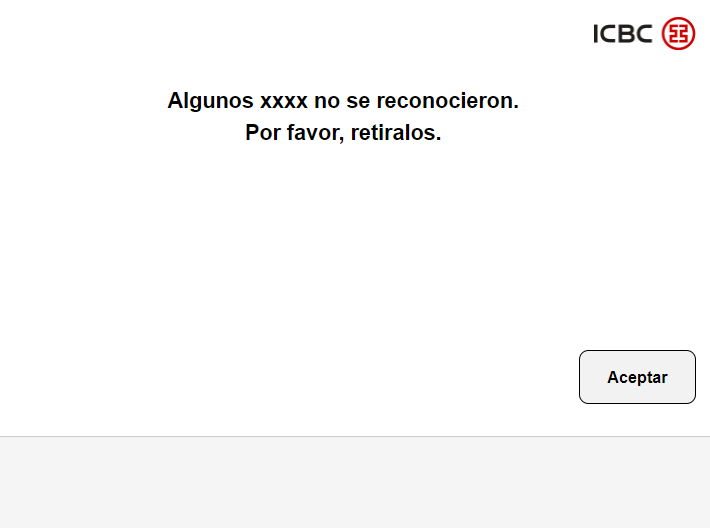 ICBC
Algunos xxxx no se reconocieron.
Por favor, retiralos.
Aceptar